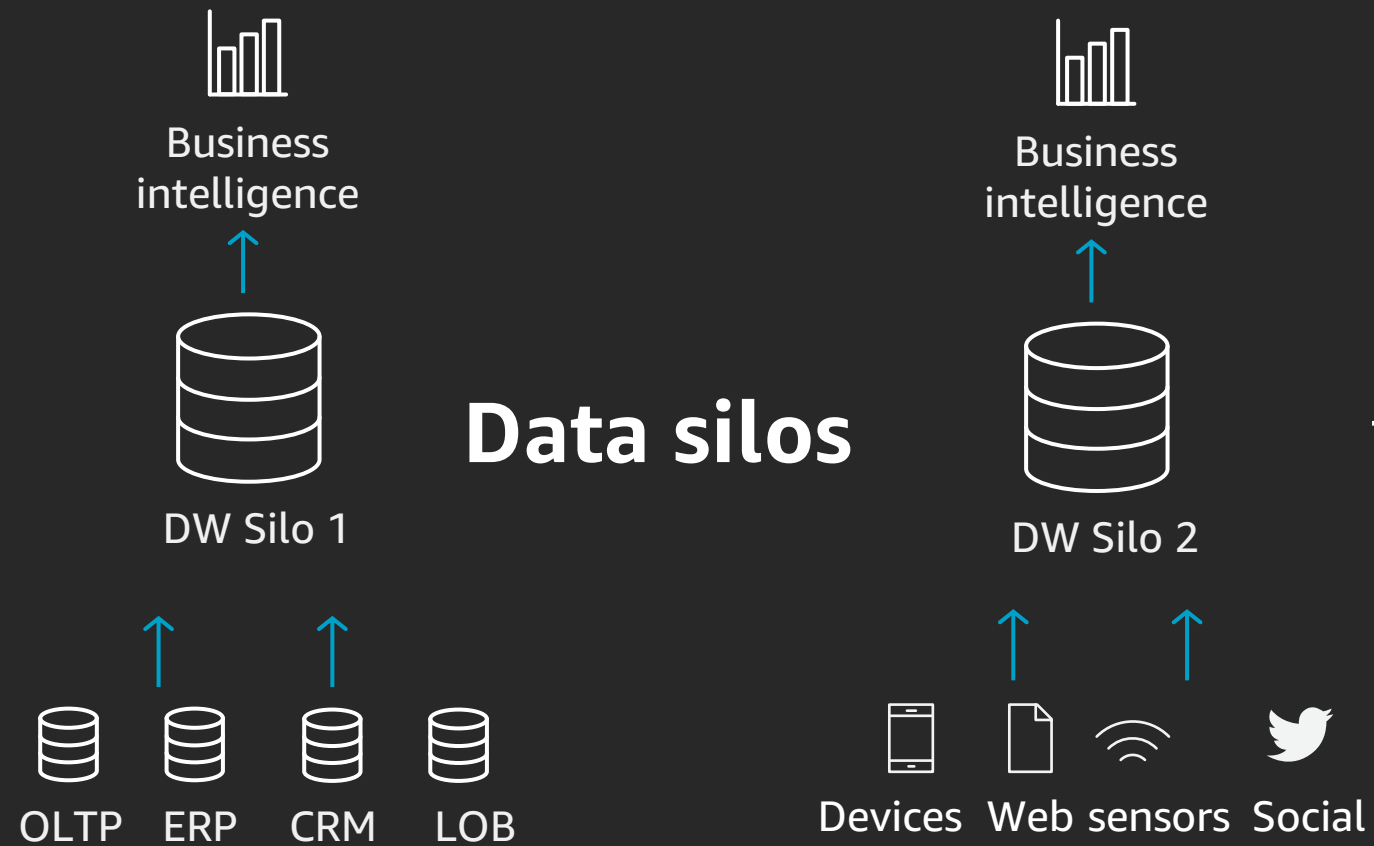 Business
intelligence
DW Silo 1
OLTP ERP CRM LOB
Data silos
Business
intelligence
DW Silo 2
Devices Web sensors Social